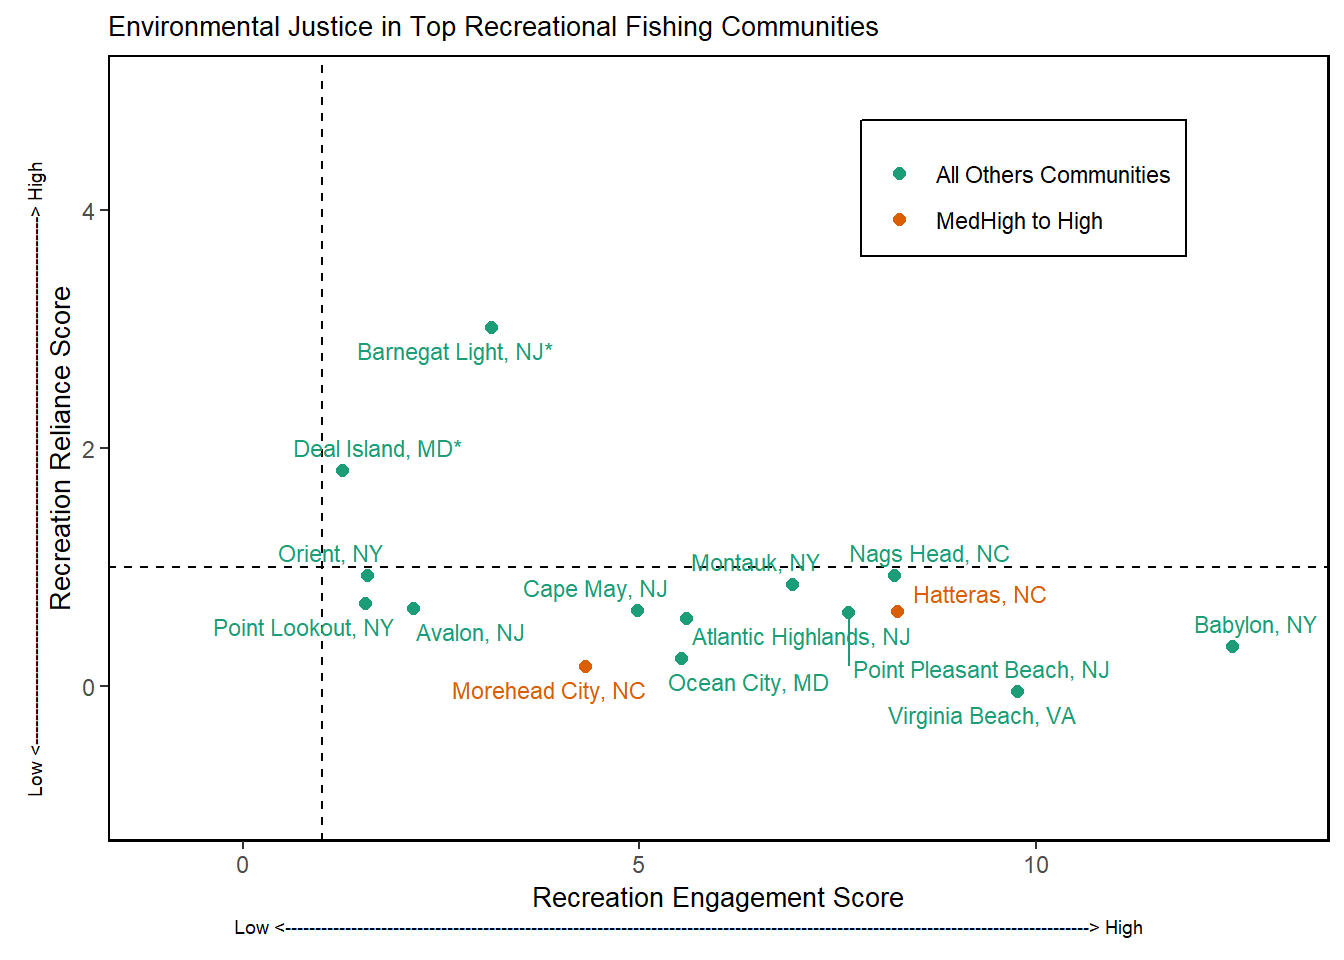 Environmental Justice in Top Recreational Fishing Communities
All Others Communities
MedHigh to High
Low <-----------------------------------------------------------------------> High
Recreation Reliance Score
4
2
0
Barnegat Light, NJ*
Deal Island, MD*
Orient, NY
Montauk, NY
Nags Head, NC
Cape May, NJ
Hatteras, NC
Point Lookout, NY
Avalon, NJ
Atlantic Highlands, NJ
Babylon, NY
Point Pleasant Beach, NJ
Morehead City, NC
Ocean City, MD
Virginia Beach, VA
0
5
10
Recreation Engagement Score
Low <--------------------------------------------------------------------------------------------------------------------------------------> High